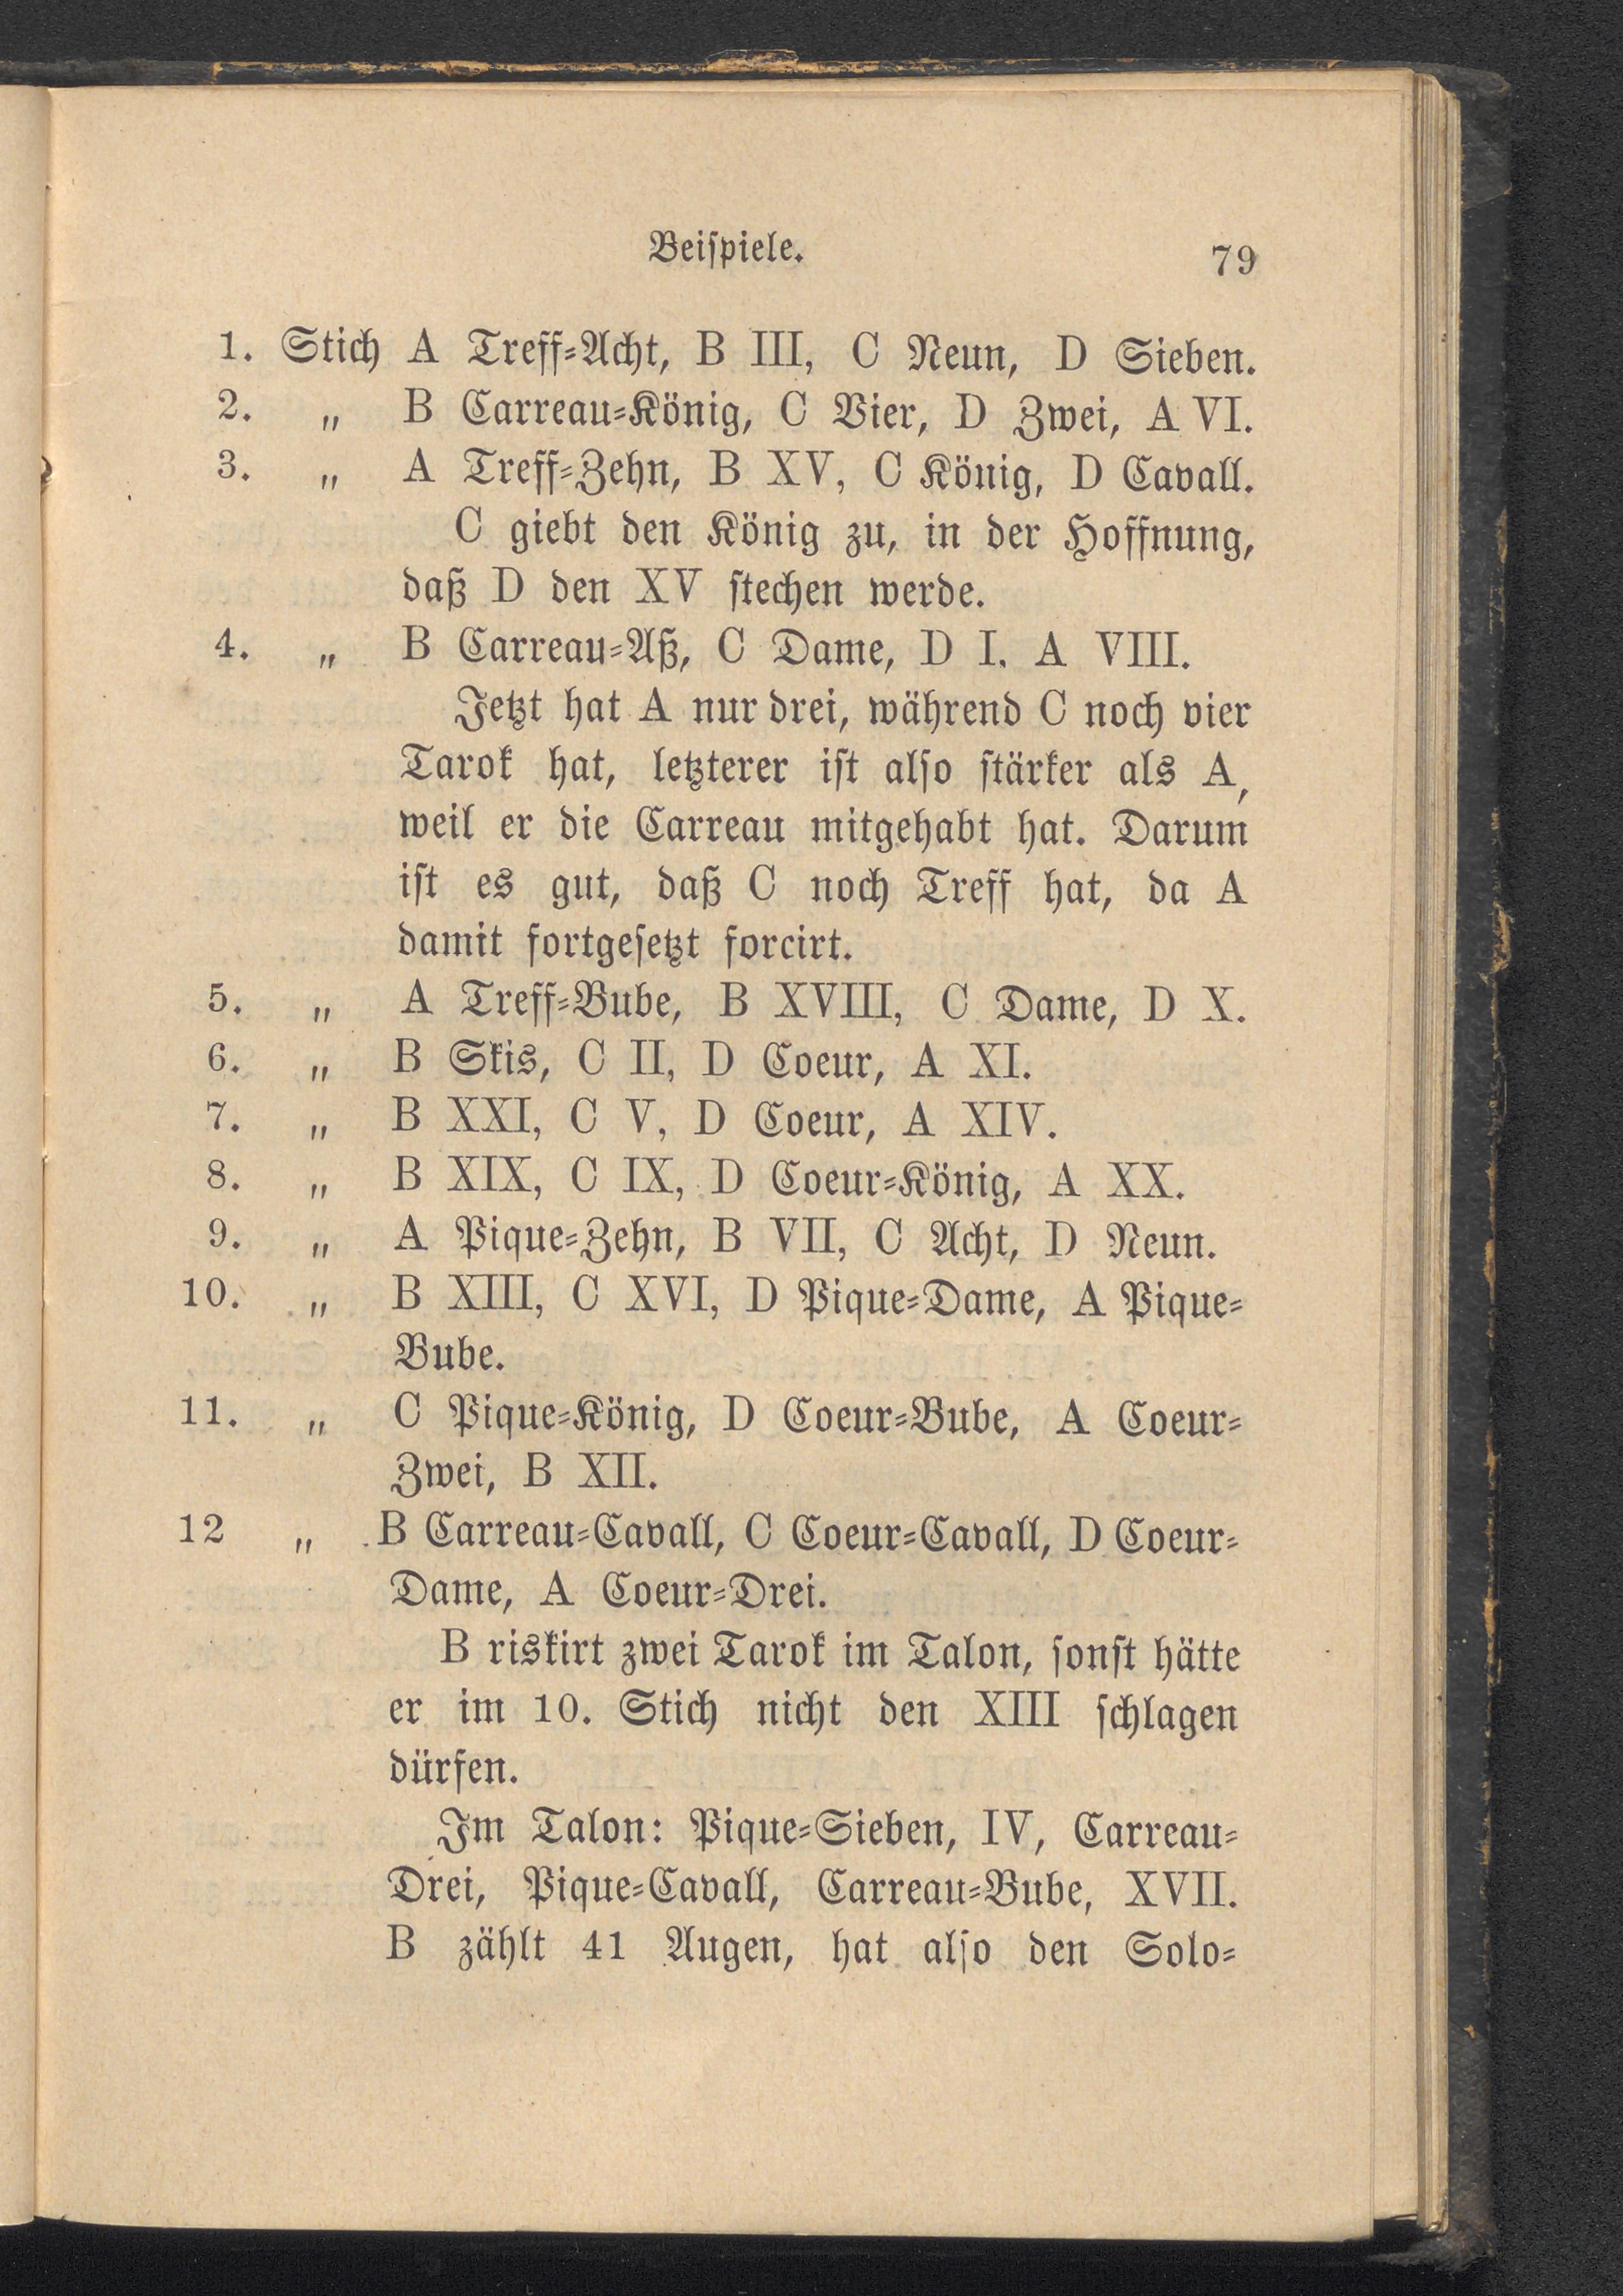 Beispiele.
79
1. Stich A Treff-Acht, B III, C Neun, D Sieben.
2. „ B Carreau-König, C Vier, D Zwei, A VI.
3. „ A Treff-Zehn, B XV, C König, D Cavall.
C giebt den König zu, in der Hoffnung,
daß D den XV stechen werde.
4. „ B Carreau-Aß, C Dame, D I. A VIII.
Jetzt hat A nur drei, während C noch vier
Tarok hat, letzterer ist also stärker als A,
weil er die Carreau mitgehabt hat. Darum
ist es gut, daß C noch Treff hat, da A
damit fortgesetzt forcirt.
5. „ A Treff-Bube, B XVIII, C Dame, D X.
6. „ B Skis, C II, D Coeur, A XI.
7. „ B XXI, C V, D Coeur, A XIV.
8. „ B XIX, C IX, D Coeur-König, A XX.
9. „ A Pique-Zehn, B VII, C Acht, D Neun.
10. „ B XIII, C XVI, D Pique-Dame, A Pique-
Bube.
11. „ C Pique-König, D Coeur-Bube, A Coeur-
Zwei, B XII.
12 „ B Carreau-Cavall, C Coeur-Cavall, D Coeur-
Dame, A Coeur-Drei.
B riskirt zwei Tarok im Talon, sonst hätte
er im 10. Stich nicht den XIII schlagen
dürfen.
Im Talon: Pique-Sieben, IV, Carreau-
Drei, Pique-Cavall, Carreau-Bube, XVII.
B zählt 41 Augen, hat also den Solo-